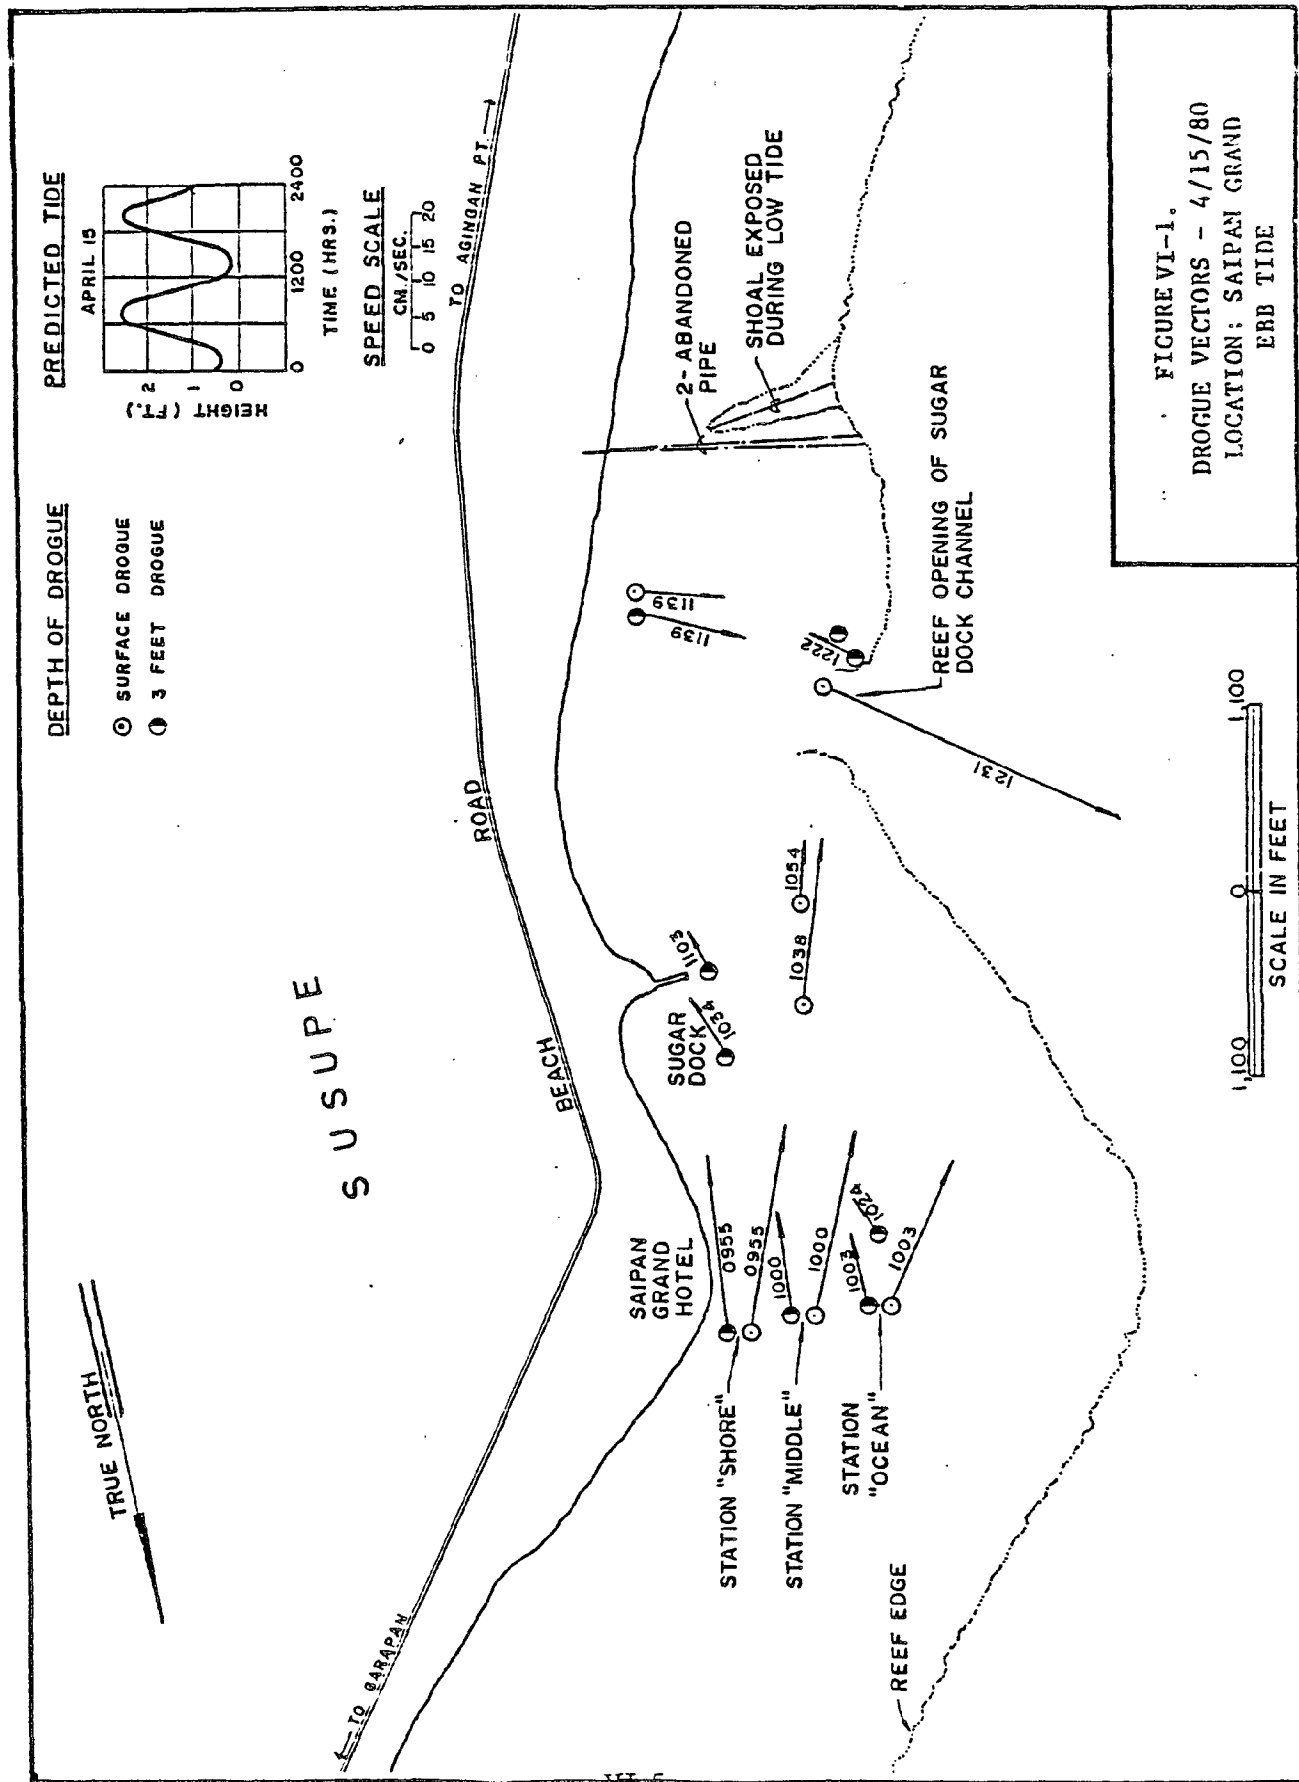 TRUE NORTH
SUSUPE
DEPTH OF DROGUE
SURFACE DROGUE
3 FEET DROGUE
PREDICTED TIDE
APRIL 15
HEIGHT (FT.)
2
1
0
0
1200
2400
TIME (HRS.)
SPEED SCALE
CM./SEC.
0 5 10 15 20
TO GARAPAN
BEACH
ROAD
TO AGINGAN PT.
SAIPAN
GRAND
HOTEL
SUGAR
DOCK
2-ABANDONED
PIPE
SHOAL EXPOSED
DURING LOW TIDE
STATION "SHORE"
0955
0955
STATION "MIDDLE"
1000
1000
STATION
"OCEAN"
1003
1003
1024
1034
1103
1038
1054
1139
1139
1222
1231
REEF OPENING OF SUGAR
DOCK CHANNEL
REEF EDGE
1,100
0
1,100
SCALE IN FEET
FIGURE VI-1.
DROGUE VECTORS - 4/15/80
LOCATION: SAIPAN GRAND
EBB TIDE